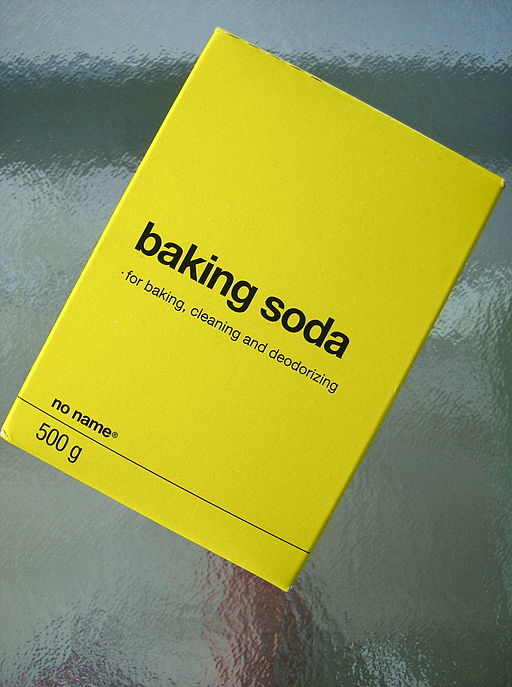 baking soda
· for baking, cleaning and deodorizing
no name®
500 g